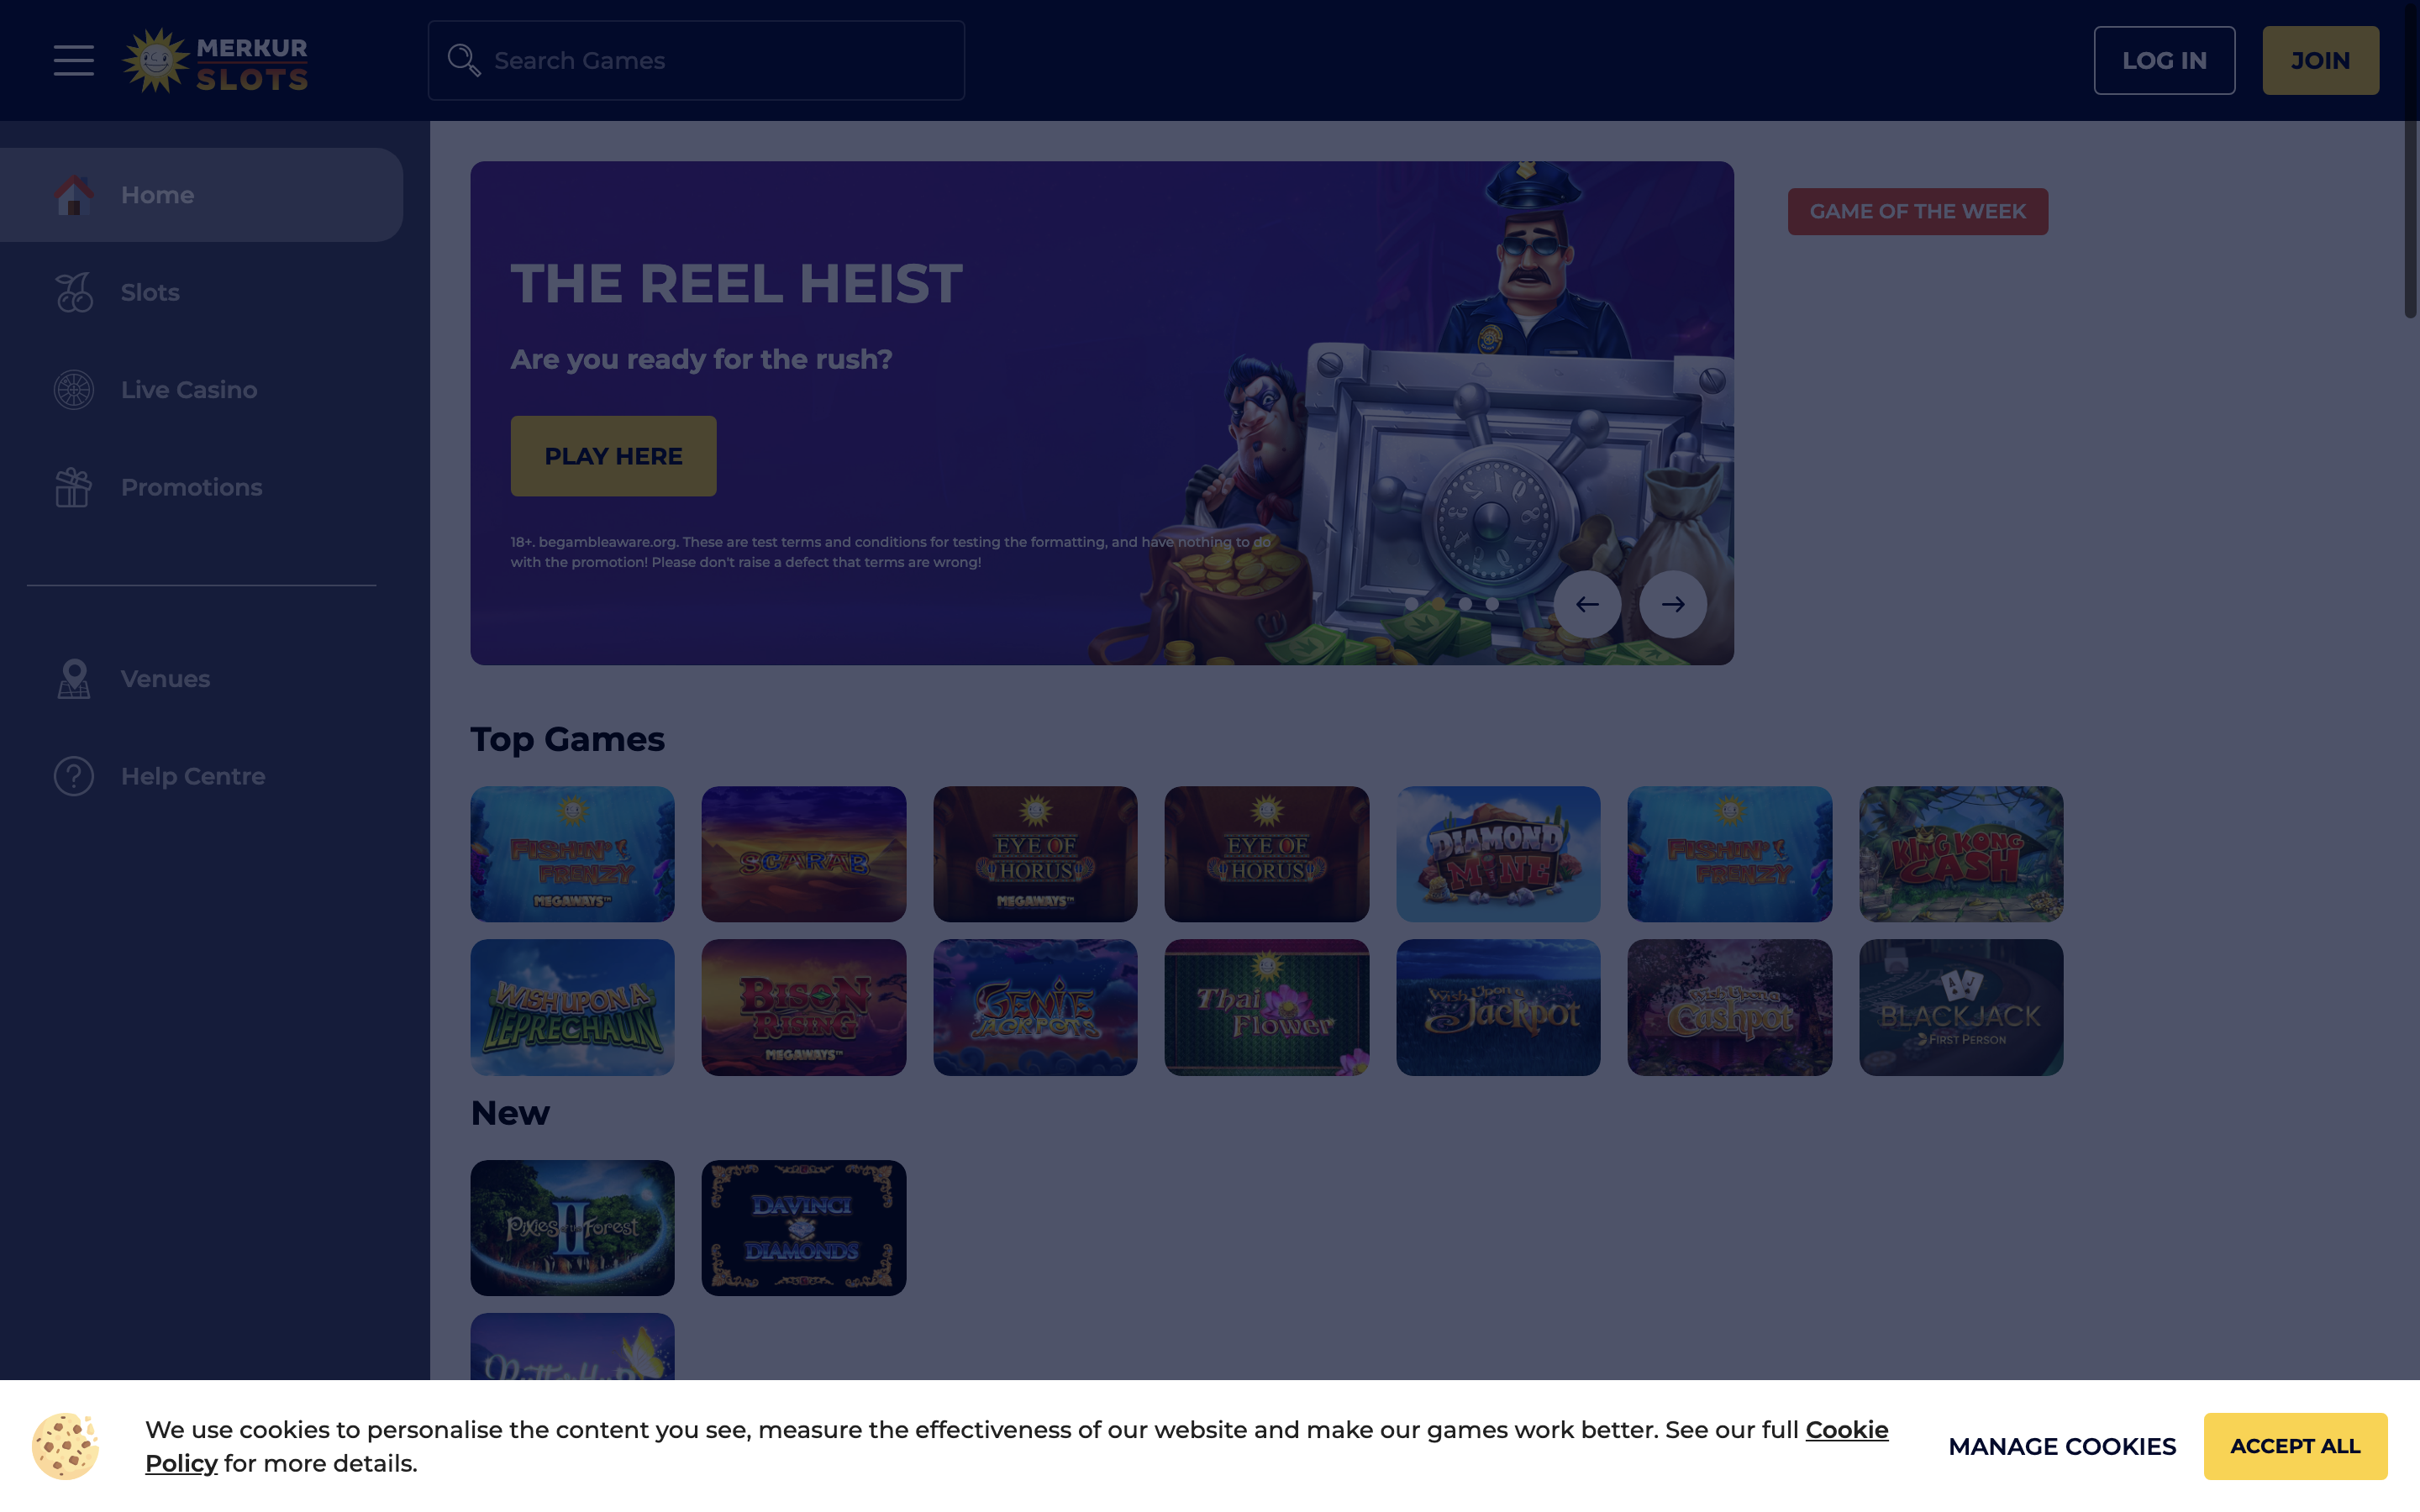 MERKUR
SLOTS
Search Games
LOG IN
JOIN
Home
Slots
Live Casino
Promotions
Venues
Help Centre
THE REEL HEIST
Are you ready for the rush?
PLAY HERE
18+. begambleaware.org. These are test terms and conditions for testing the formatting, and have nothing to do
with the promotion! Please don't raise a defect that terms are wrong!
GAME OF THE WEEK
Top Games
FISHIN' FRENZY™
MEGAWAYS™
SCARAB
EYE OF
HORUS
MEGAWAYS™
EYE OF
HORUS
DIAMOND
MINE
FISHIN'
FRENZY™
KING KONG
CASH
WISH UPON A
LEPRECHAUN
BISON
RISING
MEGAWAYS™
GENIE
JACKPOTS
Thai
Flower
Wish Upon a
Jackpot
Wish Upon a
Cashpot
BLACKJACK
FIRST PERSON
New
Pixies of the Forest
II
DAVINCI
DIAMONDS
We use cookies to personalise the content you see, measure the effectiveness of our website and make our games work better. See our full Cookie
Policy for more details.
MANAGE COOKIES
ACCEPT ALL